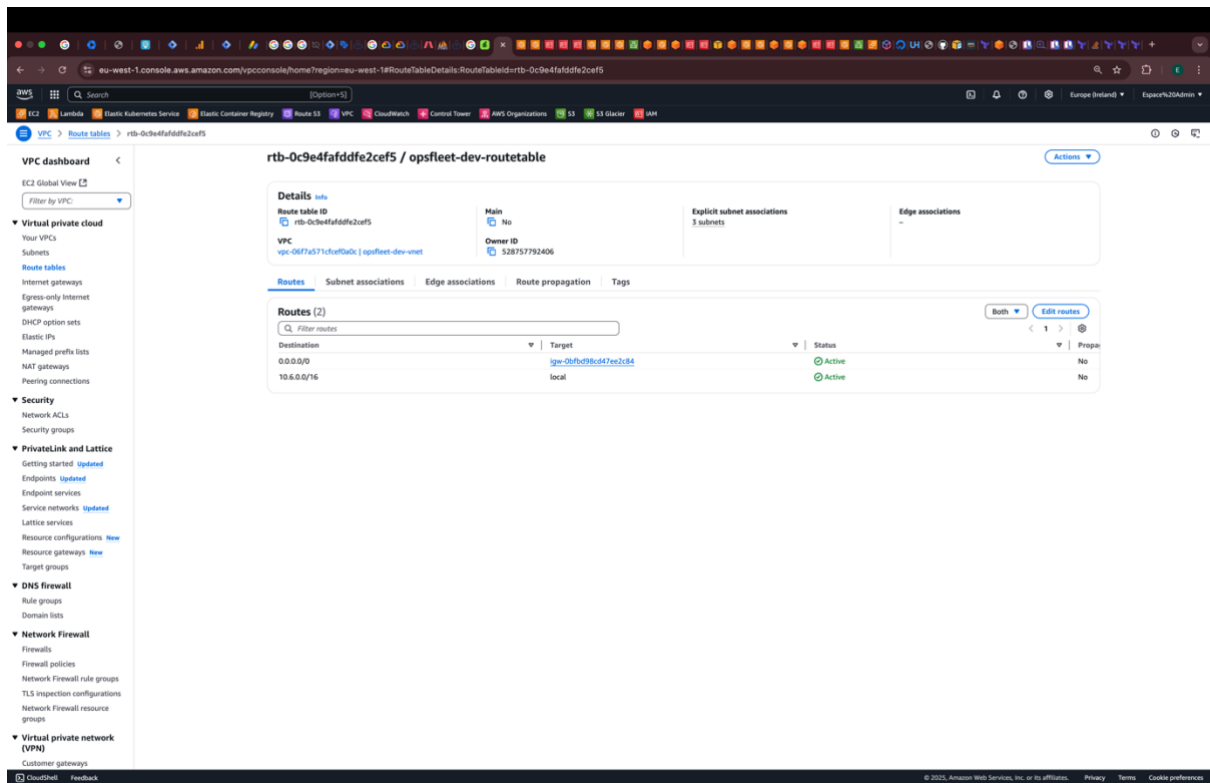 eu-west-1.console.aws.amazon.com/vpcconsole/home?region=eu-west-1#RouteTableDetails:RouteTableId=rtb-0c9e4fafddfe2cef5
aws Search [Option+S] Europe (Ireland) Espace%20Admin
EC2 Lambda Elastic Kubernetes Service Elastic Container Registry Route 53 VPC CloudWatch Control Tower AWS Organizations S3 S3 Glacier IAM
VPC > Route tables > rtb-0c9e4fafddfe2cef5
VPC dashboard
EC2 Global View
Filter by VPC:
Virtual private cloud
Your VPCs
Subnets
Route tables
Internet gateways
Egress-only Internet
gateways
DHCP option sets
Elastic IPs
Managed prefix lists
NAT gateways
Peering connections
Security
Network ACLs
Security groups
PrivateLink and Lattice
Getting started Updated
Endpoints Updated
Endpoint services
Service networks Updated
Lattice services
Resource configurations New
Resource gateways New
Target groups
DNS firewall
Rule groups
Domain lists
Network Firewall
Firewalls
Firewall policies
Network Firewall rule groups
TLS inspection configurations
Network Firewall resource
groups
Virtual private network
(VPN)
Customer gateways
rtb-0c9e4fafddfe2cef5 / opsfleet-dev-routetable
Actions
Details Info
Route table ID
rtb-0c9e4fafddfe2cef5
Main
No
Explicit subnet associations
3 subnets
Edge associations
–
VPC
vpc-06f7a571cfcef0a0c | opsfleet-dev-vnet
Owner ID
528757792406
Routes Subnet associations Edge associations Route propagation Tags
Routes (2)
Both Edit routes
Filter routes
1
Destination Target Status Propa
0.0.0.0/0 igw-0bfbd98cd47ee2c84 Active No
10.6.0.0/16 local Active No
CloudShell Feedback © 2025, Amazon Web Services, Inc. or its affiliates. Privacy Terms Cookie preferences